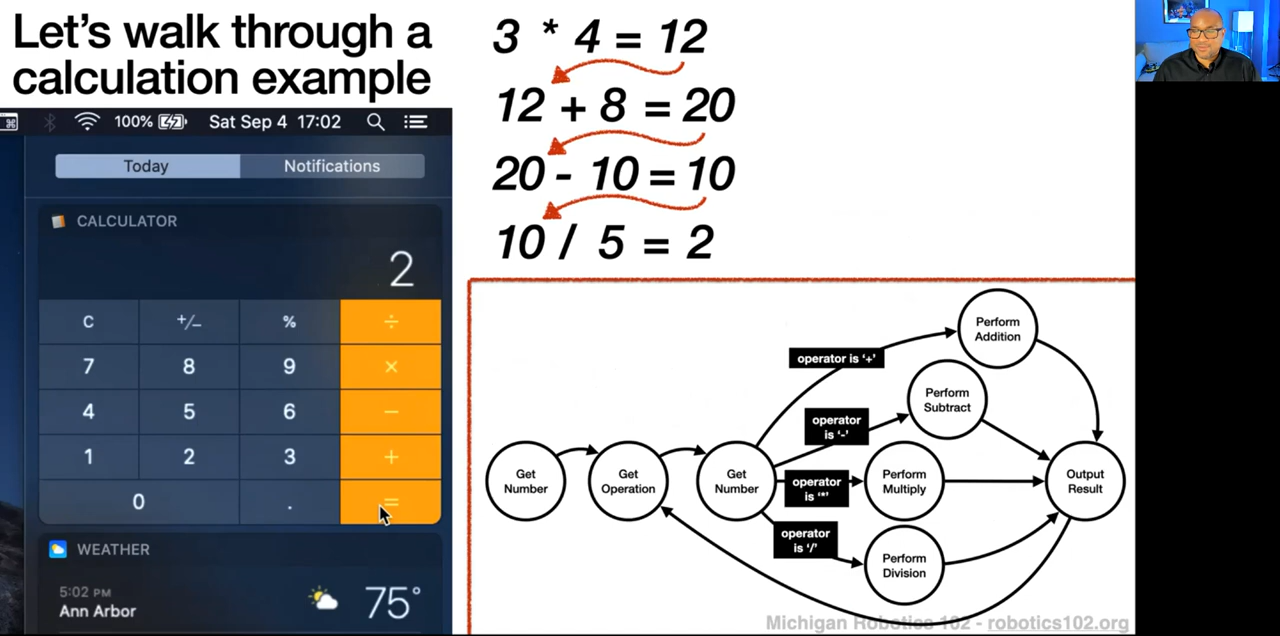 Let's walk through a
calculation example
100% Sat Sep 4 17:02
Today Notifications
CALCULATOR
2
C +/− % ÷
7 8 9 ×
4 5 6 −
1 2 3 +
0 . =
WEATHER
5:02 PM
Ann Arbor
75°
3 * 4 = 12
12 + 8 = 20
20 - 10 = 10
10 / 5 = 2
Get
Number
Get
Operation
Get
Number
operator is '+'
operator
is '-'
operator
is '*'
operator
is '/'
Perform
Addition
Perform
Subtract
Perform
Multiply
Perform
Division
Output
Result
Michigan Robotics 102 - robotics102.org